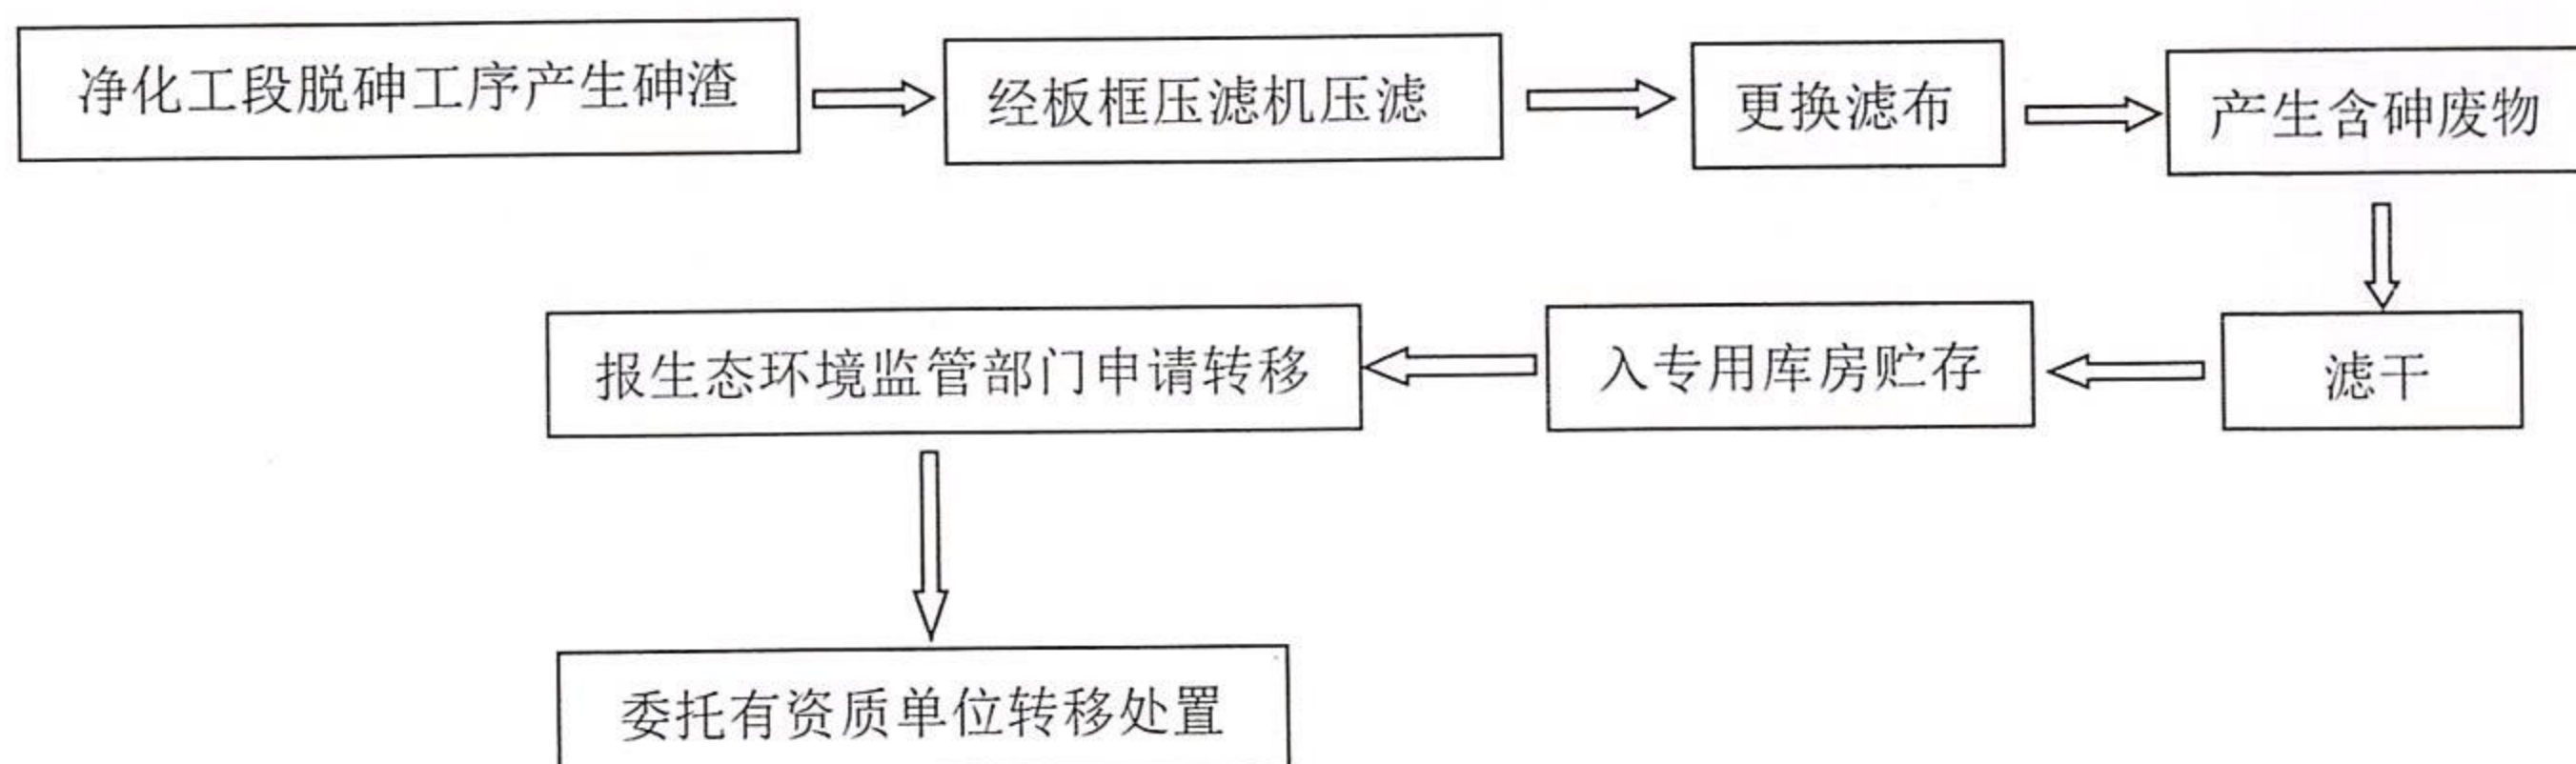 净化工段脱砷工序产生砷渣
经板框压滤机压滤
更换滤布
产生含砷废物
滤干
入专用库房贮存
报生态环境监管部门申请转移
委托有资质单位转移处置